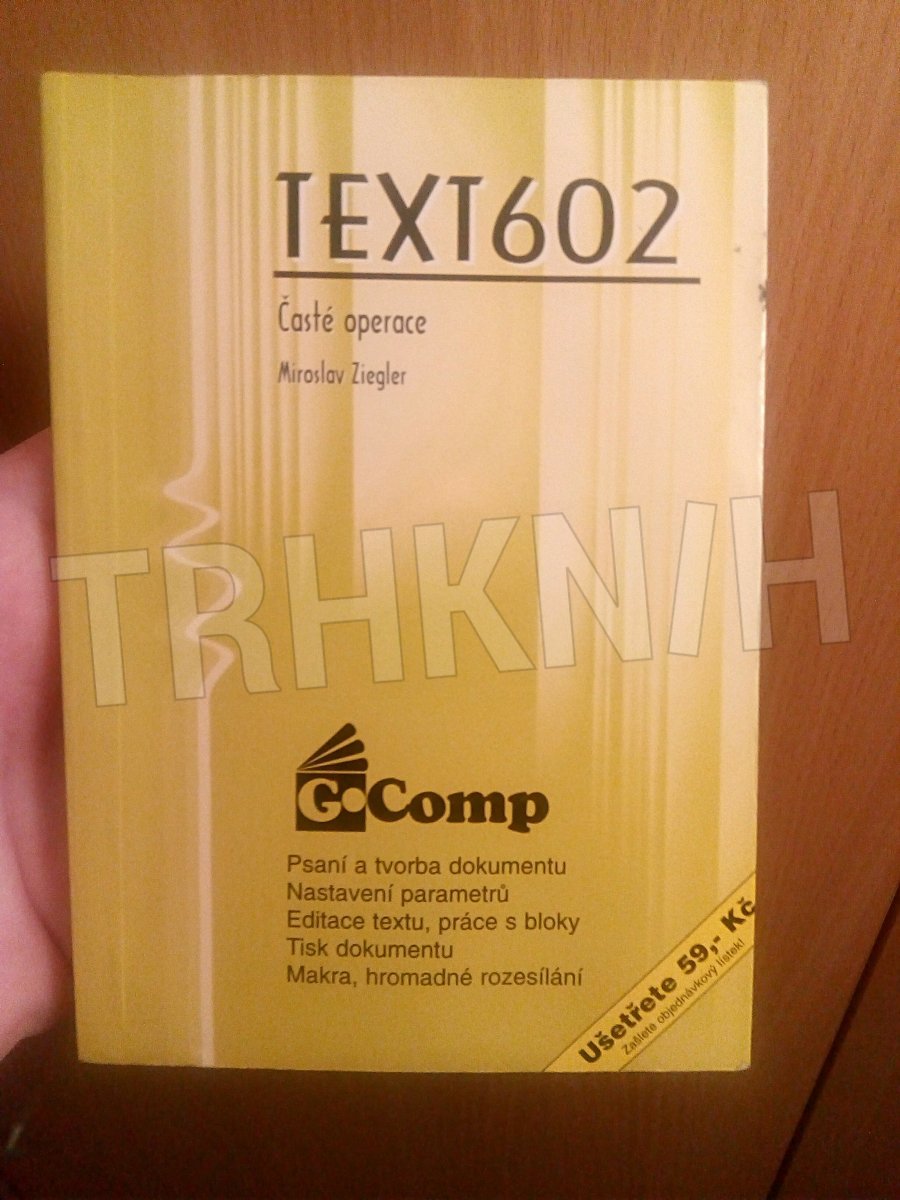 TEXT602
Časté operace
Miroslav Ziegler
TRHKNIH
G Comp
Psaní a tvorba dokumentu
Nastavení parametrů
Editace textu, práce s bloky
Tisk dokumentu
Makra, hromadné rozesílání
Ušetřete 59,- Kč
Zašlete objednávkový lístek!